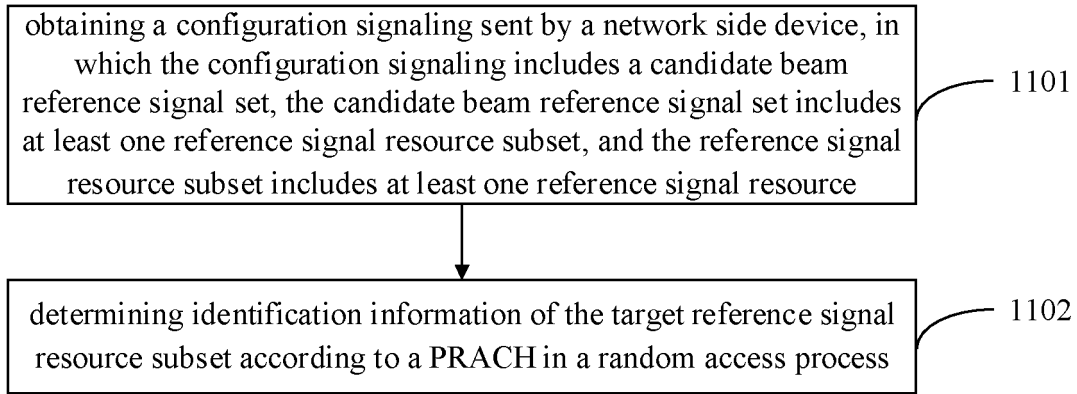 obtaining a configuration signaling sent by a network side device, in
which the configuration signaling includes a candidate beam
reference signal set, the candidate beam reference signal set includes
at least one reference signal resource subset, and the reference signal
resource subset includes at least one reference signal resource
1101
determining identification information of the target reference signal
resource subset according to a PRACH in a random access process
1102